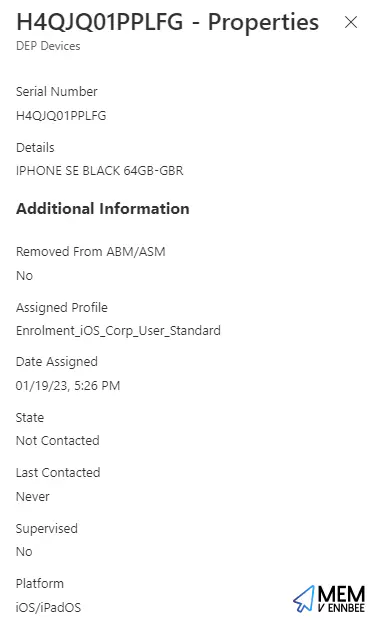 H4QJQ01PPLFG - Properties
DEP Devices
Serial Number
H4QJQ01PPLFG
Details
IPHONE SE BLACK 64GB-GBR
Additional Information
Removed From ABM/ASM
No
Assigned Profile
Enrolment_iOS_Corp_User_Standard
Date Assigned
01/19/23, 5:26 PM
State
Not Contacted
Last Contacted
Never
Supervised
No
Platform
iOS/iPadOS
MEM
V ENNBEE